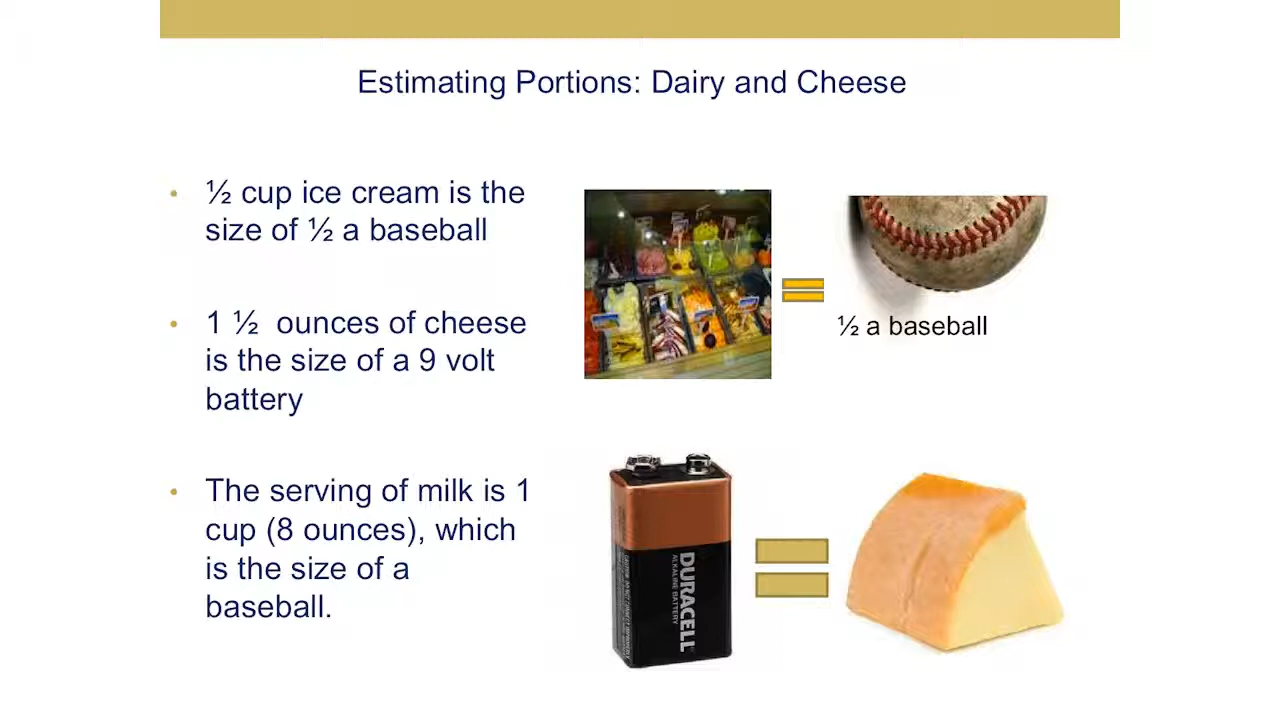 Estimating Portions: Dairy and Cheese
• ½ cup ice cream is the
size of ½ a baseball
• 1 ½  ounces of cheese
is the size of a 9 volt
battery
• The serving of milk is 1
cup (8 ounces), which
is the size of a
baseball.
½ a baseball
DURACELL
ALKALINE BATTERY